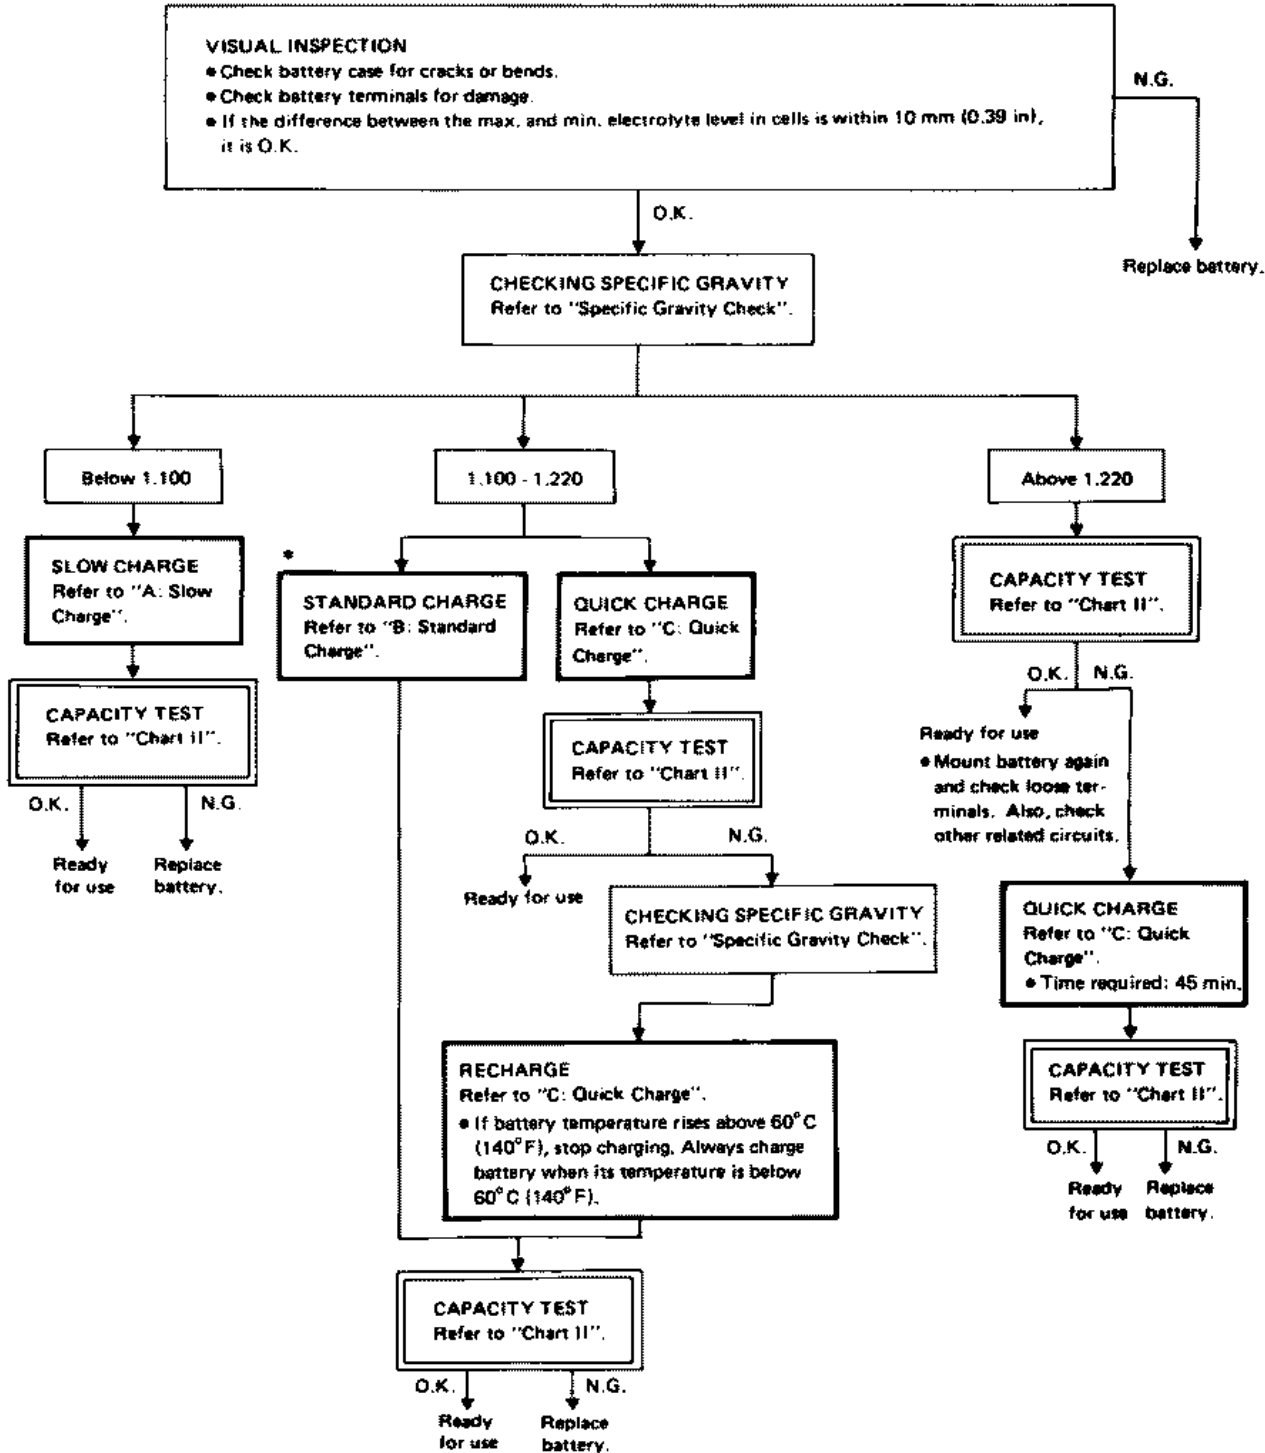 VISUAL INSPECTION
● Check battery case for cracks or bends.
● Check battery terminals for damage.
● If the difference between the max. and min. electrolyte level in cells is within 10 mm (0.39 in),
it is O.K.
N.G.
O.K.
Replace battery.
CHECKING SPECIFIC GRAVITY
Refer to "Specific Gravity Check".
Below 1.100
1.100 - 1.220
Above 1.220
SLOW CHARGE
Refer to "A: Slow
Charge".
*
STANDARD CHARGE
Refer to "B: Standard
Charge".
QUICK CHARGE
Refer to "C: Quick
Charge".
CAPACITY TEST
Refer to "Chart II".
O.K. N.G.
CAPACITY TEST
Refer to "Chart II".
O.K. N.G.
Ready
for use
Replace
battery.
CAPACITY TEST
Refer to "Chart II".
O.K. N.G.
Ready for use
Ready for use
● Mount battery again
and check loose ter-
minals. Also, check
other related circuits.
CHECKING SPECIFIC GRAVITY
Refer to "Specific Gravity Check".
QUICK CHARGE
Refer to "C: Quick
Charge".
● Time required: 45 min.
RECHARGE
Refer to "C: Quick Charge".
● If battery temperature rises above 60°C
(140°F), stop charging. Always charge
battery when its temperature is below
60°C (140°F).
CAPACITY TEST
Refer to "Chart II".
O.K. N.G.
Ready
for use
Replace
battery.
CAPACITY TEST
Refer to "Chart II".
O.K. N.G.
Ready
for use
Replace
battery.